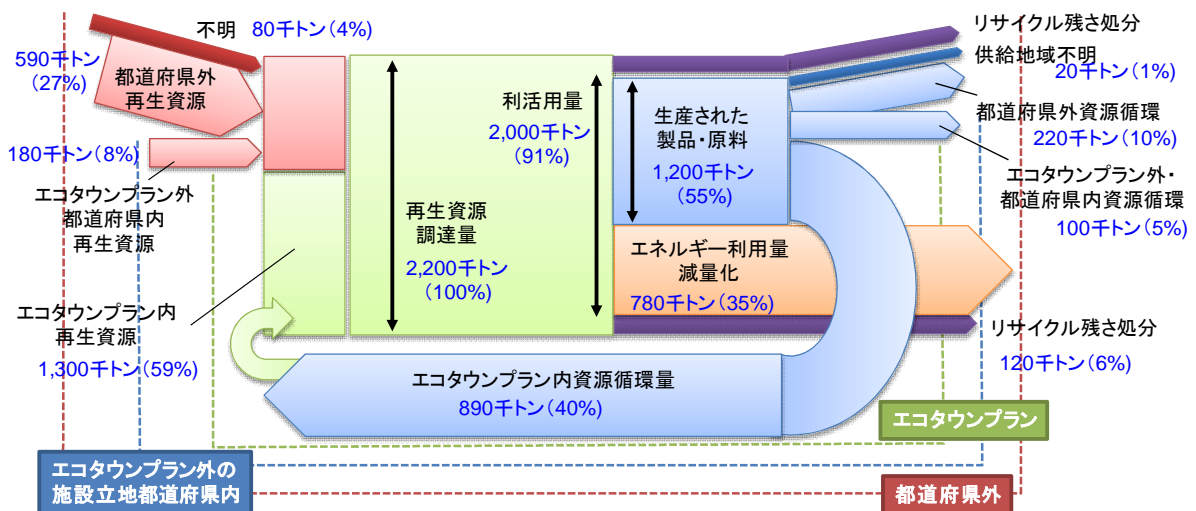 不明 80千トン(4%)
590千トン
(27%)
都道府県外
再生資源
180千トン(8%)
エコタウンプラン外
都道府県内
再生資源
エコタウンプラン内
再生資源
1,300千トン(59%)
再生資源
調達量
2,200千トン
(100%)
利活用量
2,000千トン
(91%)
生産された
製品・原料
1,200千トン
(55%)
エネルギー利用量
減量化
780千トン(35%)
リサイクル残さ処分
供給地域不明
20千トン(1%)
都道府県外資源循環
220千トン(10%)
エコタウンプラン外・
都道府県内資源循環
100千トン(5%)
リサイクル残さ処分
120千トン(6%)
エコタウンプラン内資源循環量
890千トン(40%)
エコタウンプラン
エコタウンプラン外の
施設立地都道府県内
都道府県外